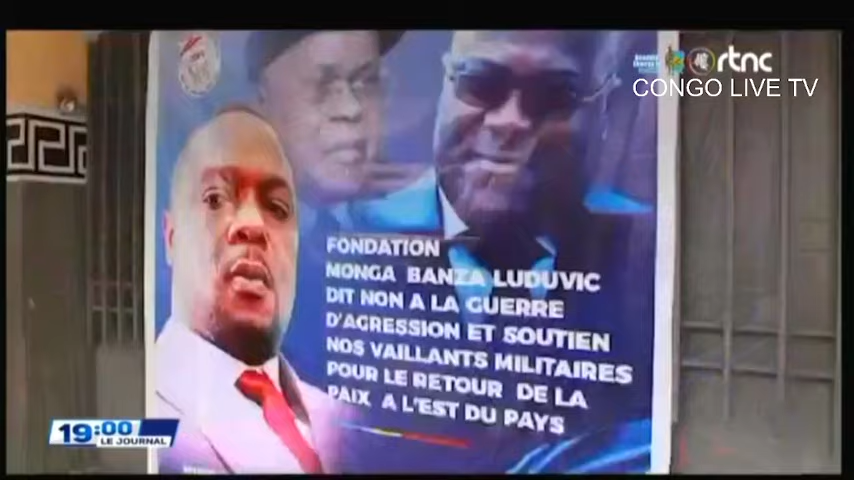 rtnc
CONGO LIVE TV
FONDATION
MONGA BANZA LUDUVIC
DIT NON A LA GUERRE
D'AGRESSION ET SOUTIEN
NOS VAILLANTS MILITAIRES
POUR LE RETOUR DE LA
PAIX A L'EST DU PAYS
19:00
LE JOURNAL